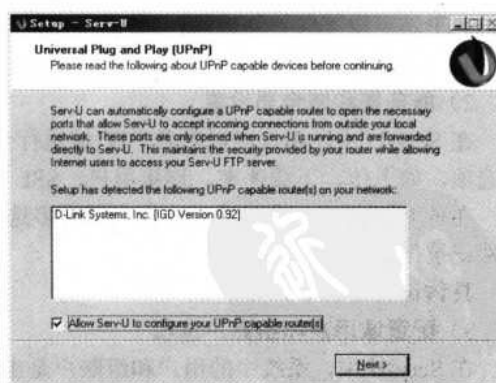 Setup - Serv-U
Universal Plug and Play (UPnP)
Please read the following about UPnP capable devices before continuing.
Serv-U can automatically configure a UPnP capable router to open the necessary
ports that allow Serv-U to accept incoming connections from outside your local
network. These ports are only opened when Serv-U is running and are forwarded
directly to Serv-U. This maintains the security provided by your router while allowing
Internet users to access your Serv-U FTP server.
Setup has detected the following UPnP capable router(s) on your network:
D-Link Systems, Inc. [IGD Version 0.92]
Allow Serv-U to configure your UPnP capable router(s)
Next >